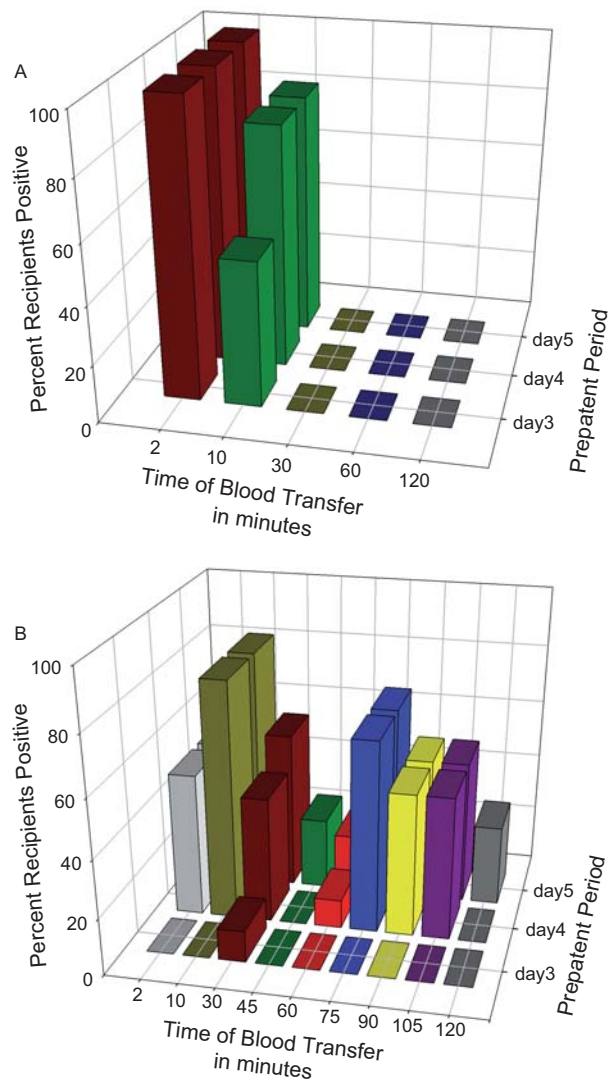 A
100
80
60
40
20
0
Percent Recipients Positive
2
10
30
60
120
Time of Blood Transfer
in minutes
day5
day4
day3
Prepatent Period
B
100
80
60
40
20
0
Percent Recipients Positive
2
10
30
45
60
75
90
105
120
Time of Blood Transfer
in minutes
day5
day4
day3
Prepatent Period